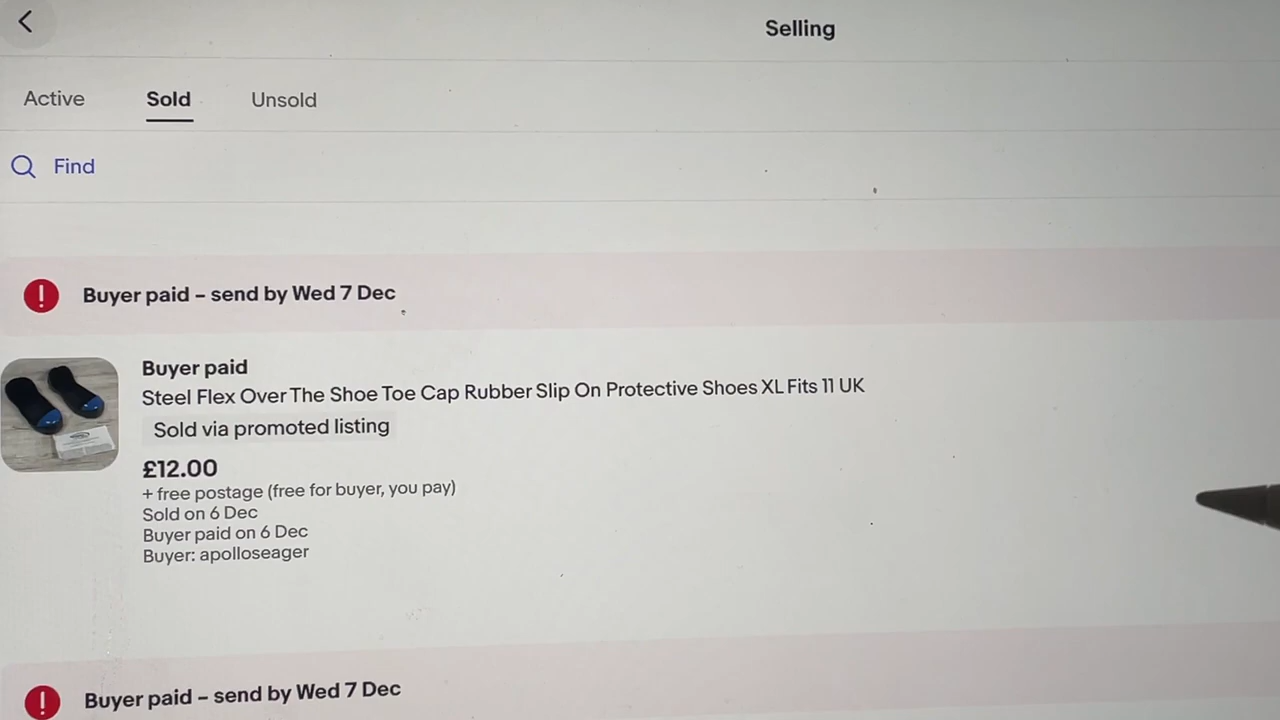 Selling
Active Sold Unsold
Find
Buyer paid – send by Wed 7 Dec
Buyer paid
Steel Flex Over The Shoe Toe Cap Rubber Slip On Protective Shoes XL Fits 11 UK
Sold via promoted listing
£12.00
+ free postage (free for buyer, you pay)
Sold on 6 Dec
Buyer paid on 6 Dec
Buyer: apolloseager
Buyer paid – send by Wed 7 Dec